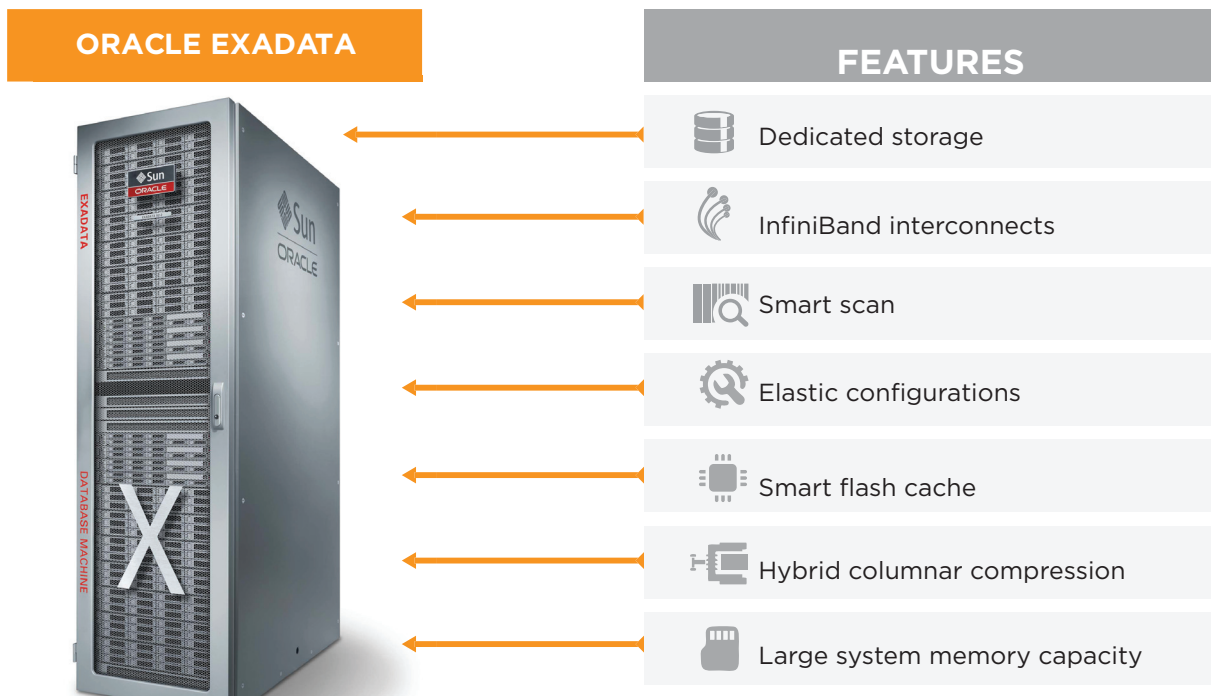 ORACLE EXADATA
FEATURES
Sun
ORACLE
EXADATA
Sun
ORACLE
DATABASE MACHINE
X
Dedicated storage
InfiniBand interconnects
Smart scan
Elastic configurations
Smart flash cache
Hybrid columnar compression
Large system memory capacity